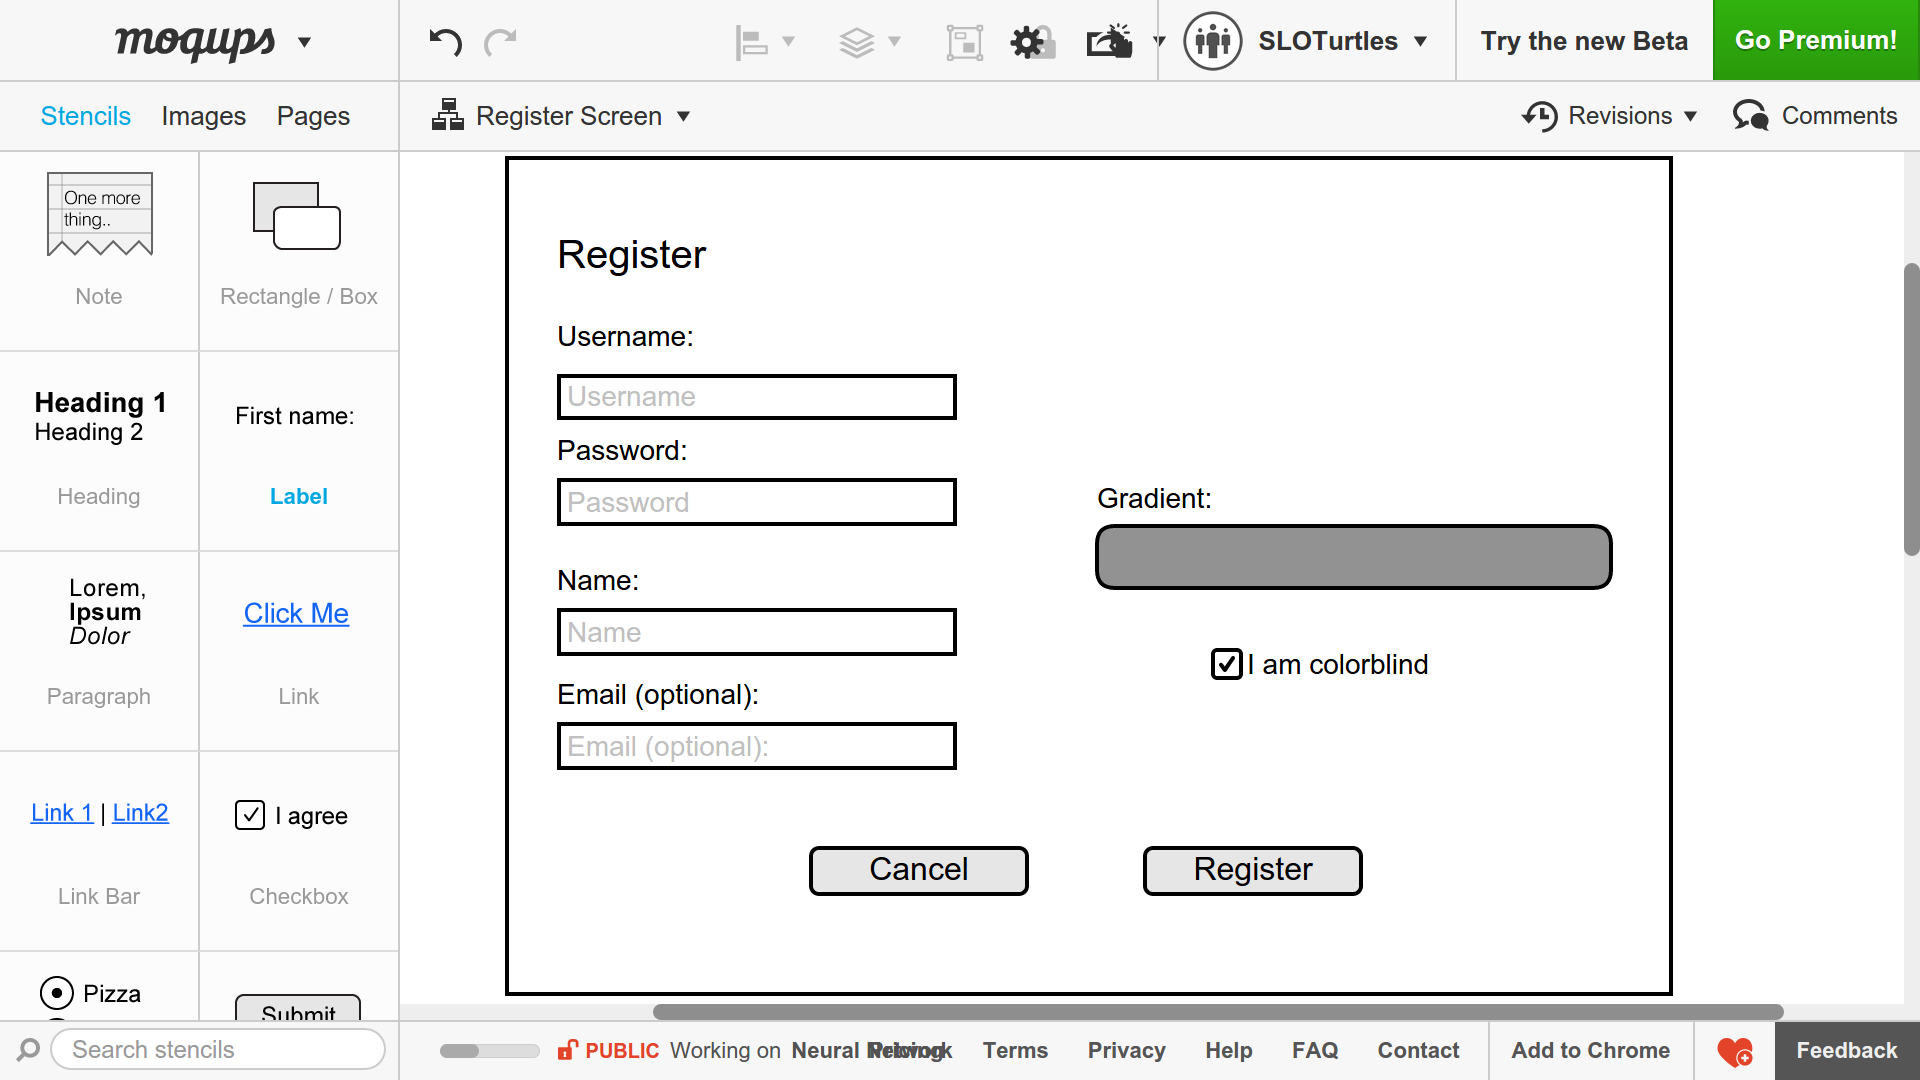 moqups
SLOTurtles
Try the new Beta
Go Premium!
Stencils Images Pages
Register Screen
Revisions
Comments
One more
thing..
Note
Rectangle / Box
Heading 1
Heading 2
Heading
First name:
Label
Lorem,
Ipsum
Dolor
Paragraph
Click Me
Link
Link 1 | Link2
Link Bar
I agree
Checkbox
Pizza
Submit
Search stencils
Register
Username:
Username
Password:
Password
Name:
Name
Email (optional):
Email (optional):
Gradient:
I am colorblind
Cancel
Register
PUBLIC Working on Neural Network
Pricing
Terms
Privacy
Help
FAQ
Contact
Add to Chrome
Feedback